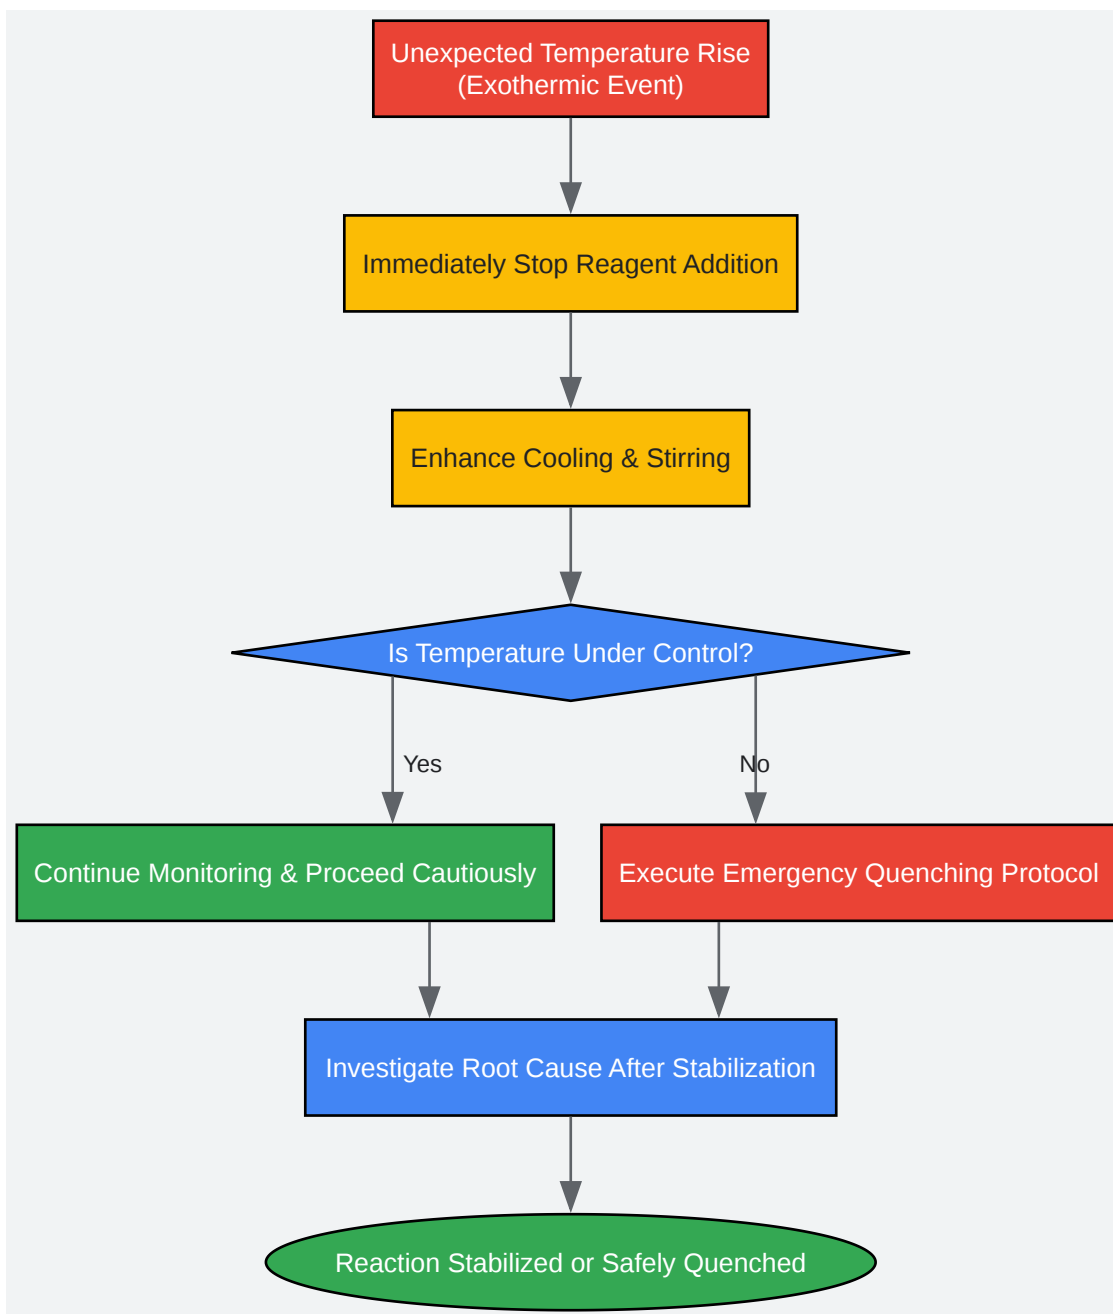 Unexpected Temperature Rise
(Exothermic Event)
Immediately Stop Reagent Addition
Enhance Cooling & Stirring
Is Temperature Under Control?
Yes
No
Continue Monitoring & Proceed Cautiously
Execute Emergency Quenching Protocol
Investigate Root Cause After Stabilization
Reaction Stabilized or Safely Quenched